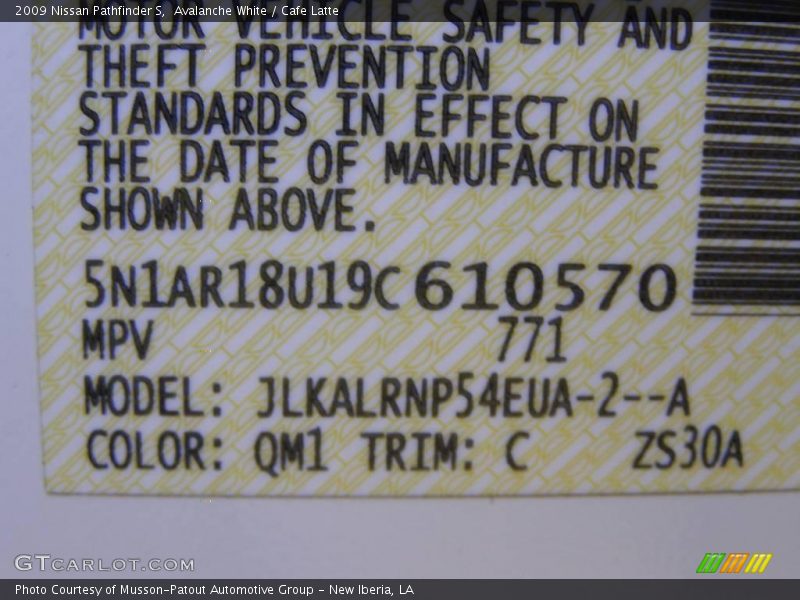 2009 Nissan Pathfinder S, Avalanche White / Cafe Latte
MOTOR VEHICLE SAFETY AND
THEFT PREVENTION
STANDARDS IN EFFECT ON
THE DATE OF MANUFACTURE
SHOWN ABOVE.
5N1AR18U19C610570
MPV 771
MODEL: JLKALRNP54EUA-2--A
COLOR: QM1 TRIM: C ZS30A
GTCARLOT.COM
Photo Courtesy of Musson-Patout Automotive Group - New Iberia, LA